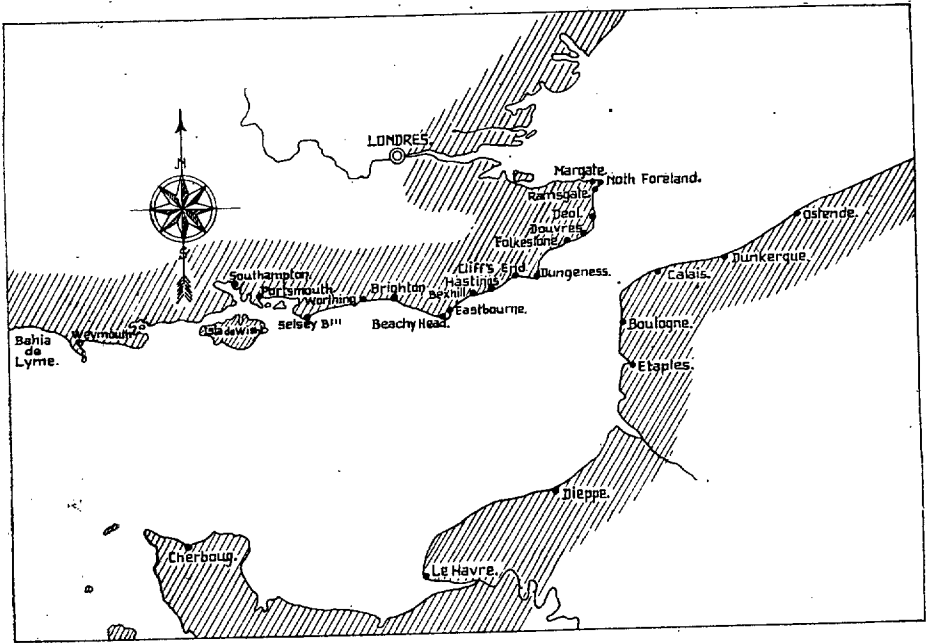 LONDRES.
N
S
Margate.
Noth Foreland.
Ramsgate
Deal.
Douvres
Folkestone
Ostende.
Dunkerque.
Calais.
Cliff's End
Dungeness.
Hastings
Bexhill
Eastbourne.
Beachy Head.
Brighton
Worthing
Southampton.
Portsmouth
Selsey Bill
Isla de Wight
Weymouth
Bahia
de
Lyme.
Boulogne.
Etaples.
Dieppe.
Le Havre.
Cherboug.